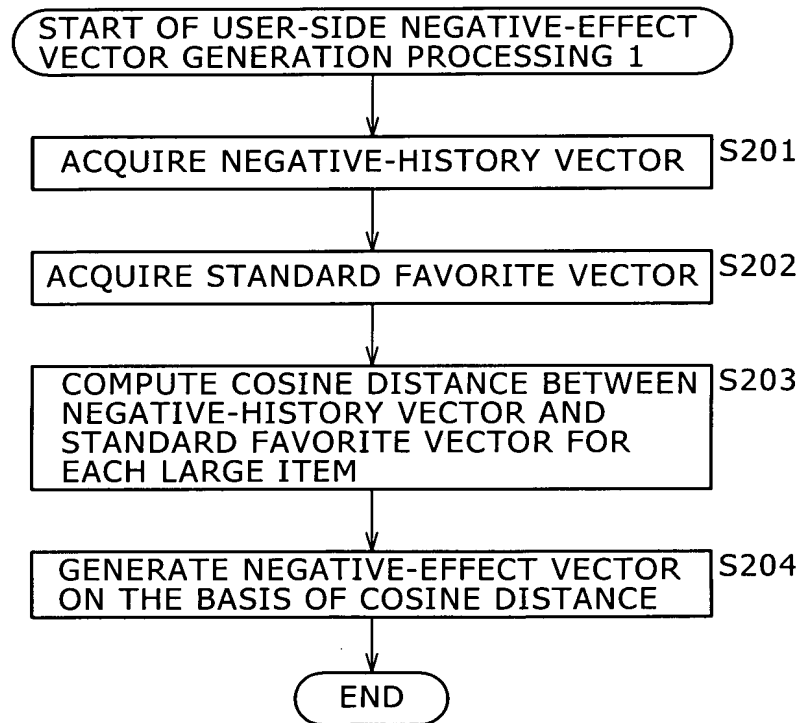 START OF USER-SIDE NEGATIVE-EFFECT
VECTOR GENERATION PROCESSING 1
ACQUIRE NEGATIVE-HISTORY VECTOR
S201
ACQUIRE STANDARD FAVORITE VECTOR
S202
COMPUTE COSINE DISTANCE BETWEEN
NEGATIVE-HISTORY VECTOR AND
STANDARD FAVORITE VECTOR FOR
EACH LARGE ITEM
S203
GENERATE NEGATIVE-EFFECT VECTOR
ON THE BASIS OF COSINE DISTANCE
S204
END